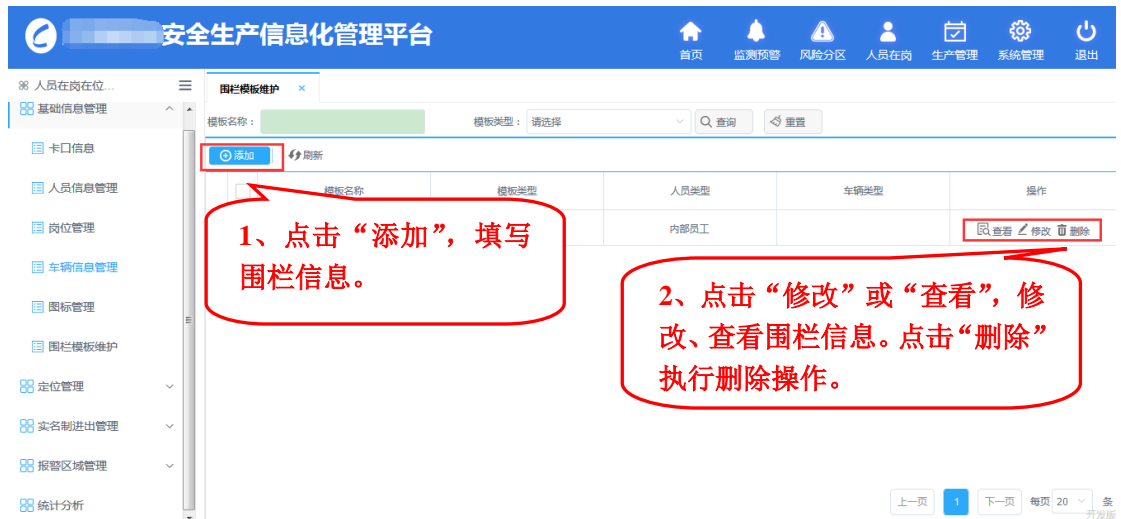 安全生产信息化管理平台
首页 监测预警 风险分区 人员在岗 生产管理 系统管理 退出
人员在岗在位...
围栏模板维护 ×
基础信息管理
模板名称： 模板类型： 请选择 查询 重置
卡口信息
添加 刷新
人员信息管理
模板名称 模板类型 人员类型 车辆类型 操作
岗位管理
内部员工 查看 修改 删除
1、点击“添加”，填写
围栏信息。
车辆信息管理
图标管理
围栏模板维护
2、点击“修改”或“查看”，修
改、查看围栏信息。点击“删除”
执行删除操作。
定位管理
实名制进出管理
报警区域管理
统计分析
上一页 1 下一页 每页 20 条
开发版